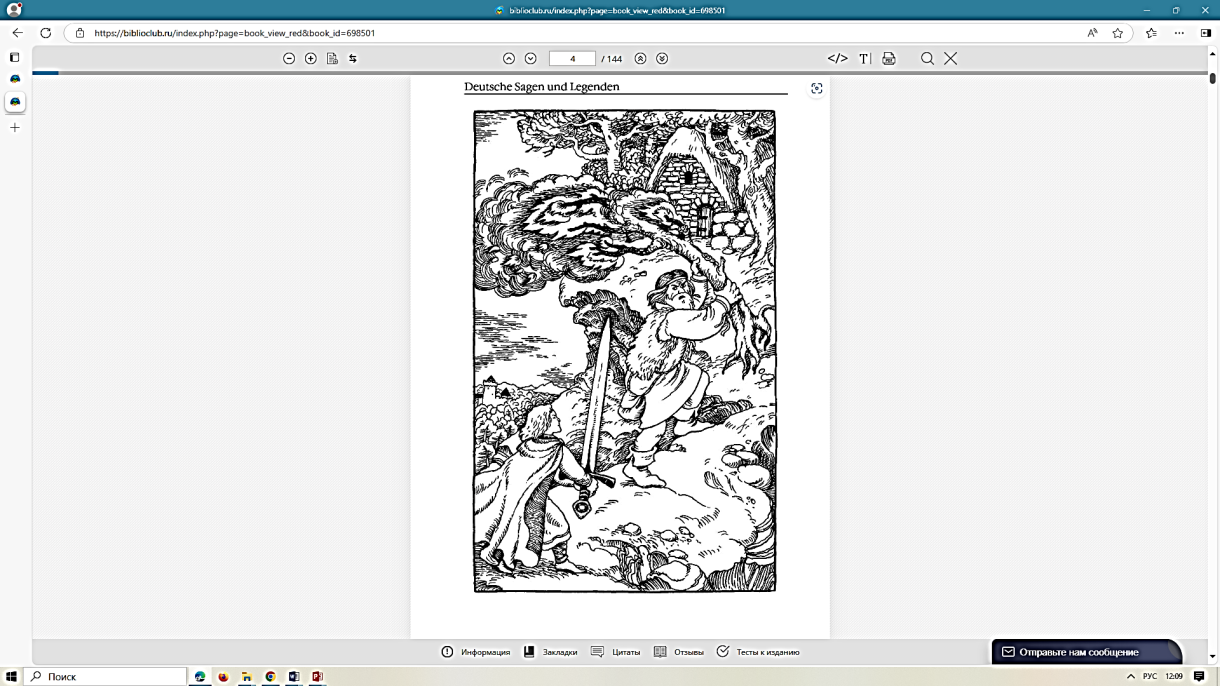 biblioclub.ru/index.php?page=book_view_red&book_id=698501
https://biblioclub.ru/index.php?page=book_view_red&book_id=698501
4 / 144
Deutsche Sagen und Legenden
Информация Закладки Цитаты Отзывы Тесты к изданию
Отправьте нам сообщение
Поиск
РУС 12:09